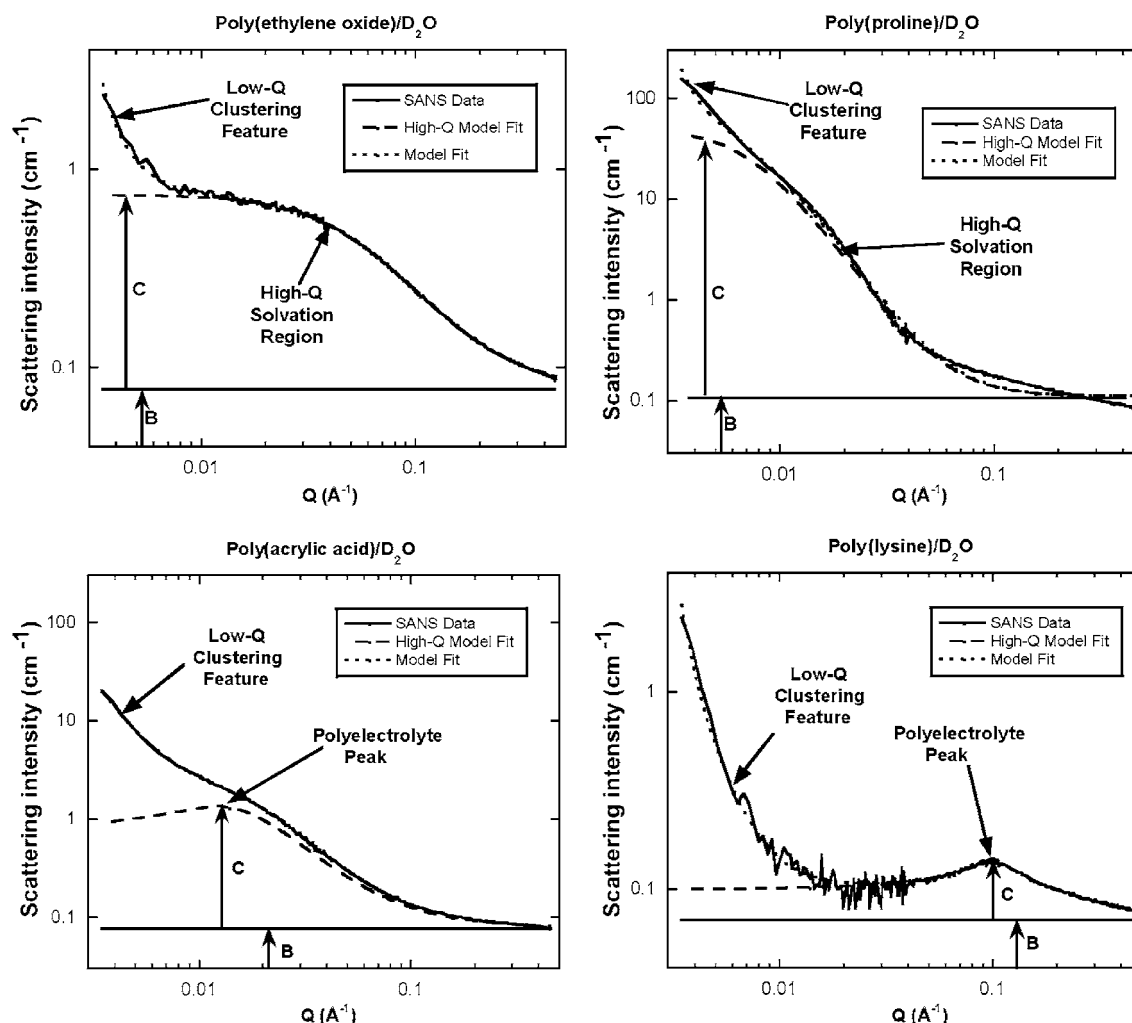 Poly(ethylene oxide)/D2O
Scattering intensity (cm -1)
1
0.1
Low-Q
Clustering
Feature
SANS Data
High-Q Model Fit
Model Fit
High-Q
Solvation
Region
C
B
0.01
0.1
Q (Å-1)
Poly(proline)/D2O
Scattering intensity (cm -1)
100
10
1
0.1
Low-Q
Clustering
Feature
SANS Data
High-Q Model Fit
Model Fit
High-Q
Solvation
Region
C
B
0.01
0.1
Q (Å-1)
Poly(acrylic acid)/D2O
Scattering intensity (cm -1)
100
10
1
0.1
Low-Q
Clustering
Feature
SANS Data
High-Q Model Fit
Model Fit
Polyelectrolyte
Peak
C
B
0.01
0.1
Q (Å-1)
Poly(lysine)/D2O
Scattering intensity (cm -1)
1
0.1
SANS Data
High-Q Model Fit
Model Fit
Low-Q
Clustering
Feature
Polyelectrolyte
Peak
C
B
0.01
0.1
Q (Å-1)